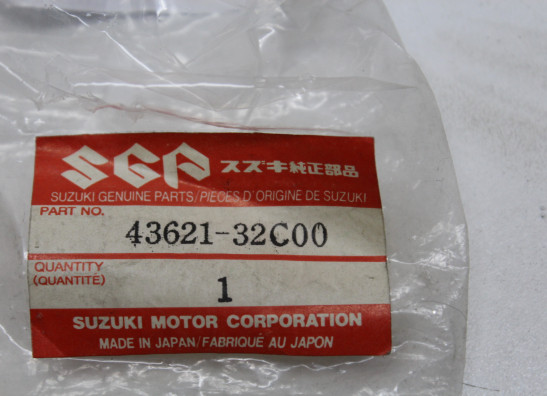 SGP スズキ純正部品
SUZUKI GENUINE PARTS/PIECES D'ORIGINE DE SUZUKI
PART NO.
43621-32C00
QUANTITY
(QUANTITÉ)
1
SUZUKI MOTOR CORPORATION
MADE IN JAPAN/FABRIQUÉ AU JAPON